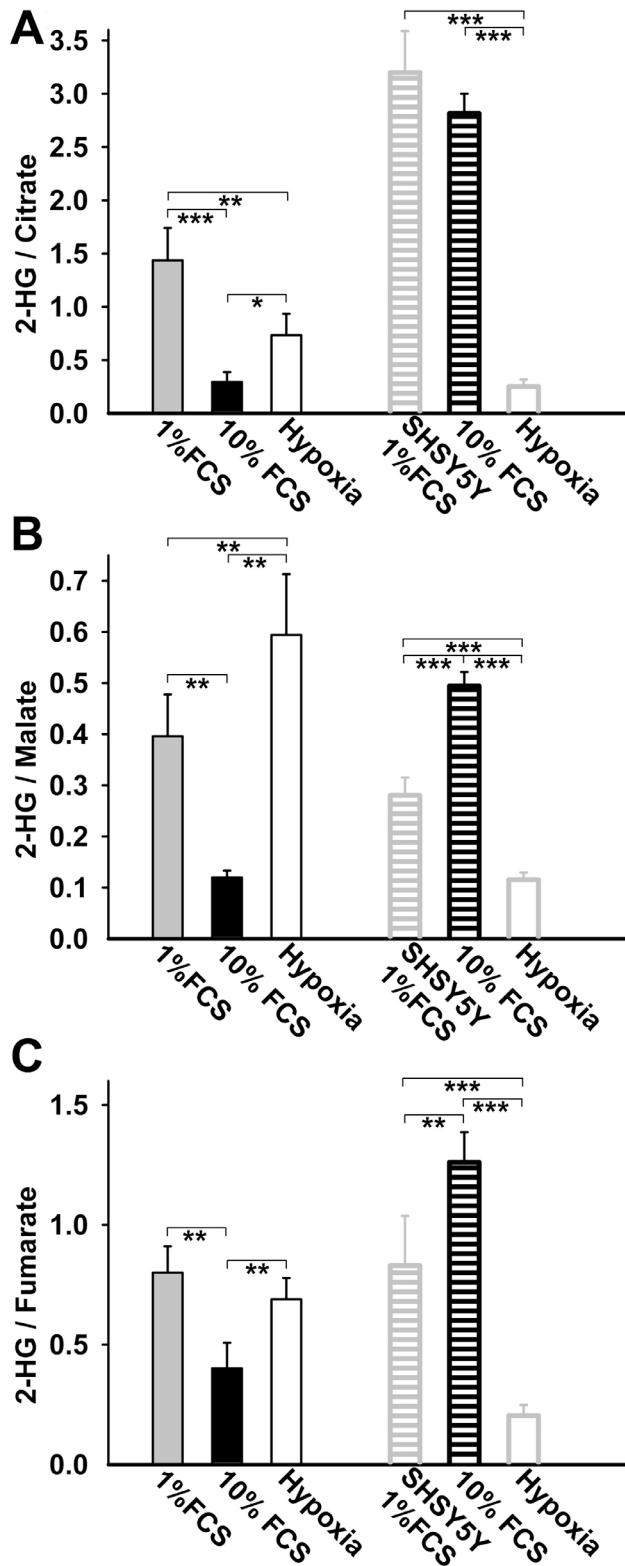 A
2-HG / Citrate
3.5
3.0
2.5
2.0
1.5
1.0
0.5
0.0
**
***
*
***
***
1%FCS
10% FCS
Hypoxia
SHSY5Y
1%FCS
10% FCS
Hypoxia
B
2-HG / Malate
0.7
0.6
0.5
0.4
0.3
0.2
0.1
0.0
**
**
**
***
***
***
1%FCS
10% FCS
Hypoxia
SHSY5Y
1%FCS
10% FCS
Hypoxia
C
2-HG / Fumarate
1.5
1.0
0.5
0.0
**
**
***
**
***
1%FCS
10% FCS
Hypoxia
SHSY5Y
1%FCS
10% FCS
Hypoxia